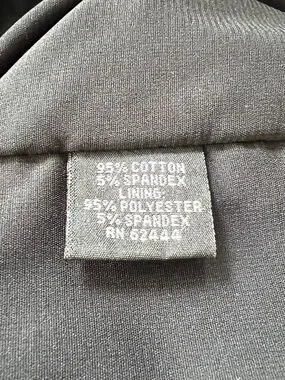 95% COTTON
5% SPANDEX
LINING:
95% POLYESTER
5% SPANDEX
RN 62444